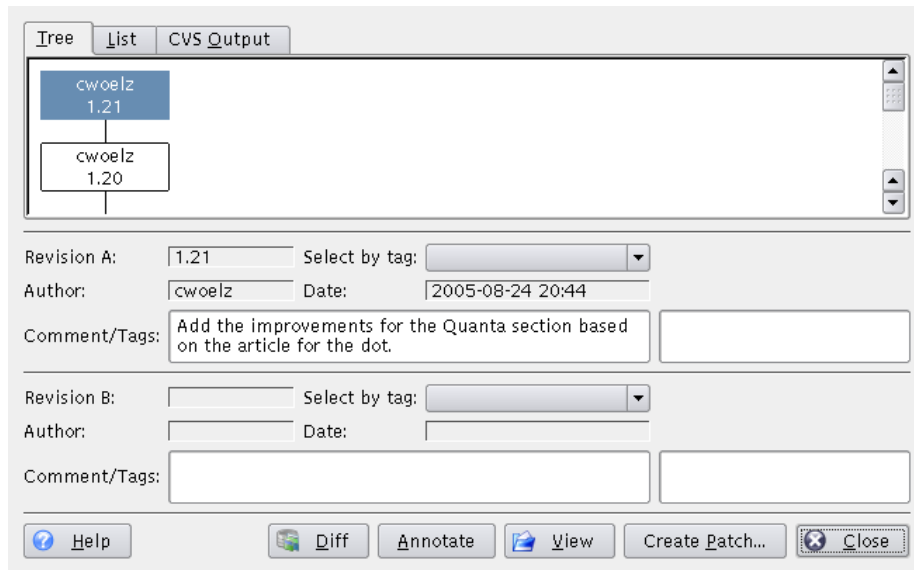 Tree List CVS Output
cwoelz
1.21
cwoelz
1.20
Revision A: 1.21 Select by tag:
Author: cwoelz Date: 2005-08-24 20:44
Comment/Tags: Add the improvements for the Quanta section based
on the article for the dot.
Revision B: Select by tag:
Author: Date:
Comment/Tags:
Help Diff Annotate View Create Patch... Close